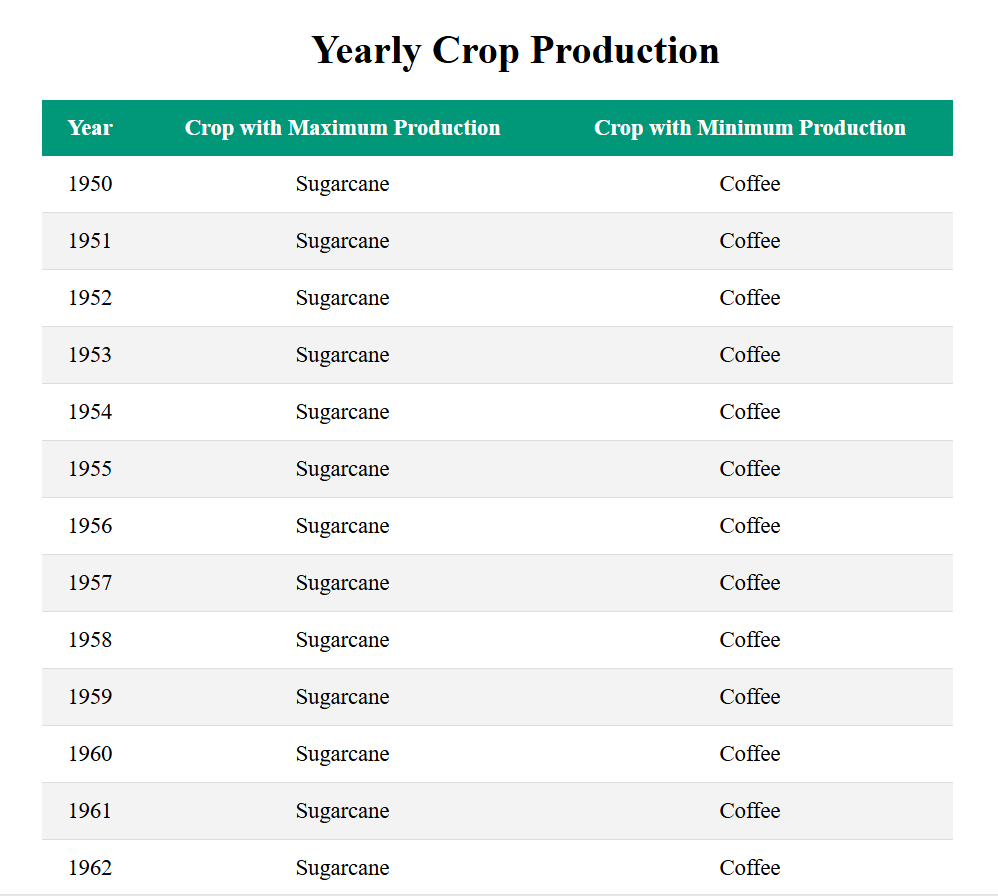 Yearly Crop Production
Year Crop with Maximum Production Crop with Minimum Production
1950 Sugarcane Coffee
1951 Sugarcane Coffee
1952 Sugarcane Coffee
1953 Sugarcane Coffee
1954 Sugarcane Coffee
1955 Sugarcane Coffee
1956 Sugarcane Coffee
1957 Sugarcane Coffee
1958 Sugarcane Coffee
1959 Sugarcane Coffee
1960 Sugarcane Coffee
1961 Sugarcane Coffee
1962 Sugarcane Coffee